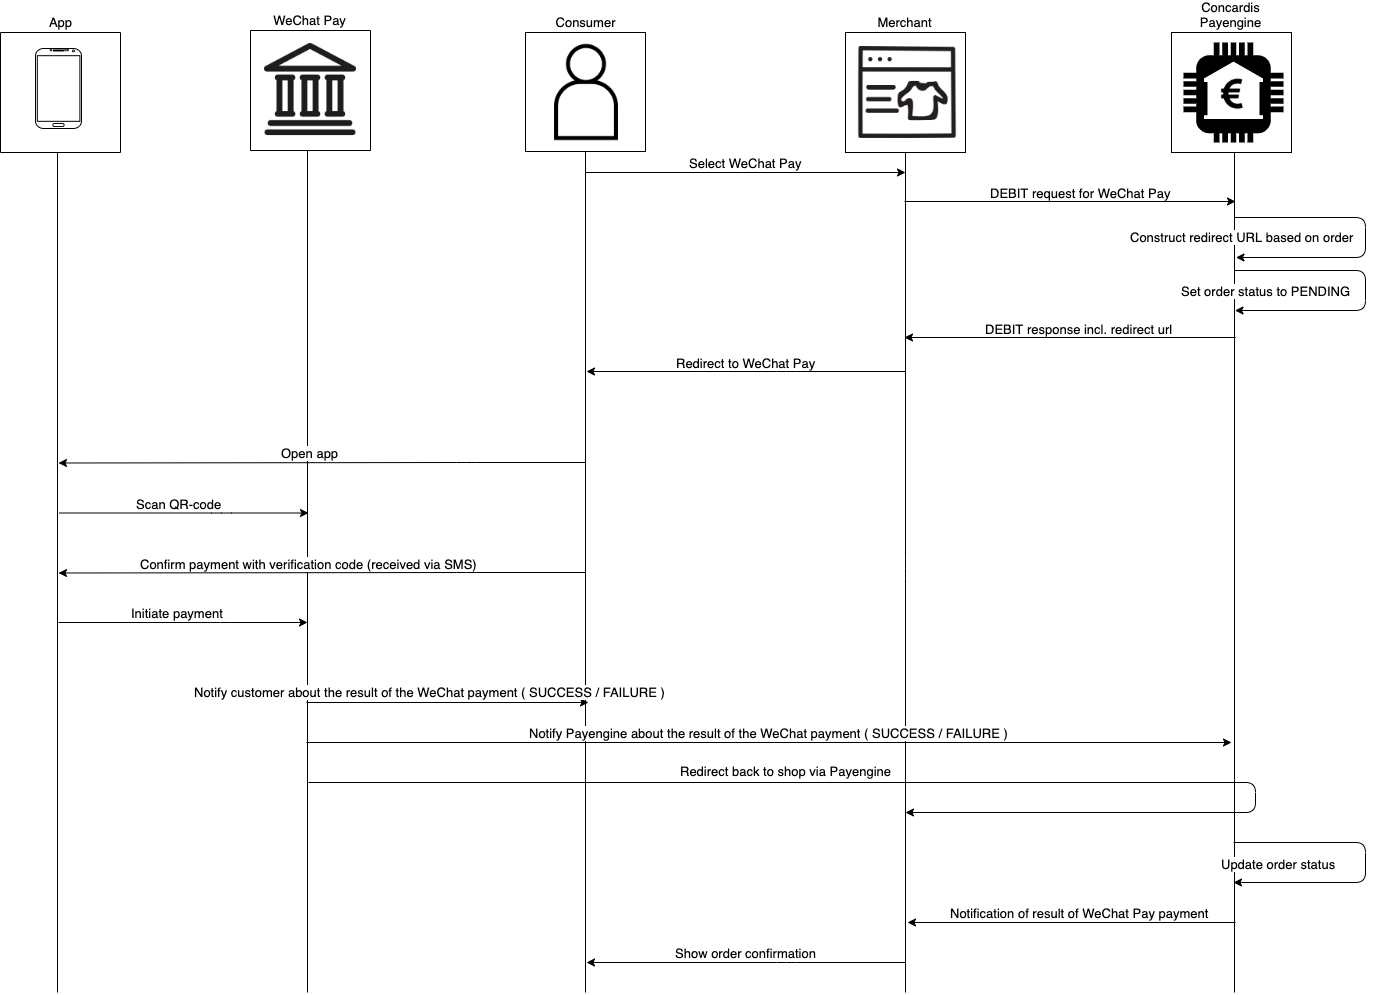 App
WeChat Pay
Consumer
Merchant
Concardis
Payengine
€
Select WeChat Pay
DEBIT request for WeChat Pay
Construct redirect URL based on order
Set order status to PENDING
DEBIT response incl. redirect url
Redirect to WeChat Pay
Open app
Scan QR-code
Confirm payment with verification code (received via SMS)
Initiate payment
Notify customer about the result of the WeChat payment ( SUCCESS / FAILURE )
Notify Payengine about the result of the WeChat payment ( SUCCESS / FAILURE )
Redirect back to shop via Payengine
Update order status
Notification of result of WeChat Pay payment
Show order confirmation